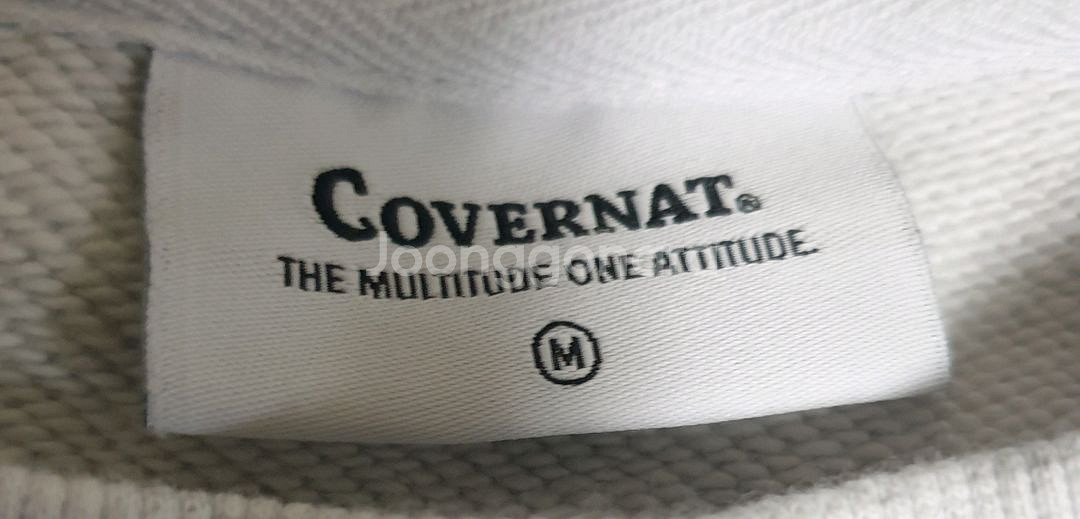 COVERNAT®
THE MULTITUDE ONE ATTITUDE.
M